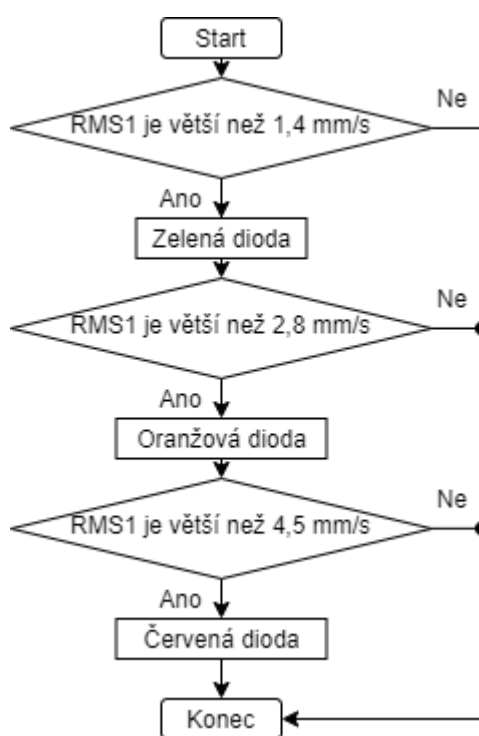 Start
RMS1 je větší než 1,4 mm/s
Ne
Ano
Zelená dioda
RMS1 je větší než 2,8 mm/s
Ne
Ano
Oranžová dioda
RMS1 je větší než 4,5 mm/s
Ne
Ano
Červená dioda
Konec